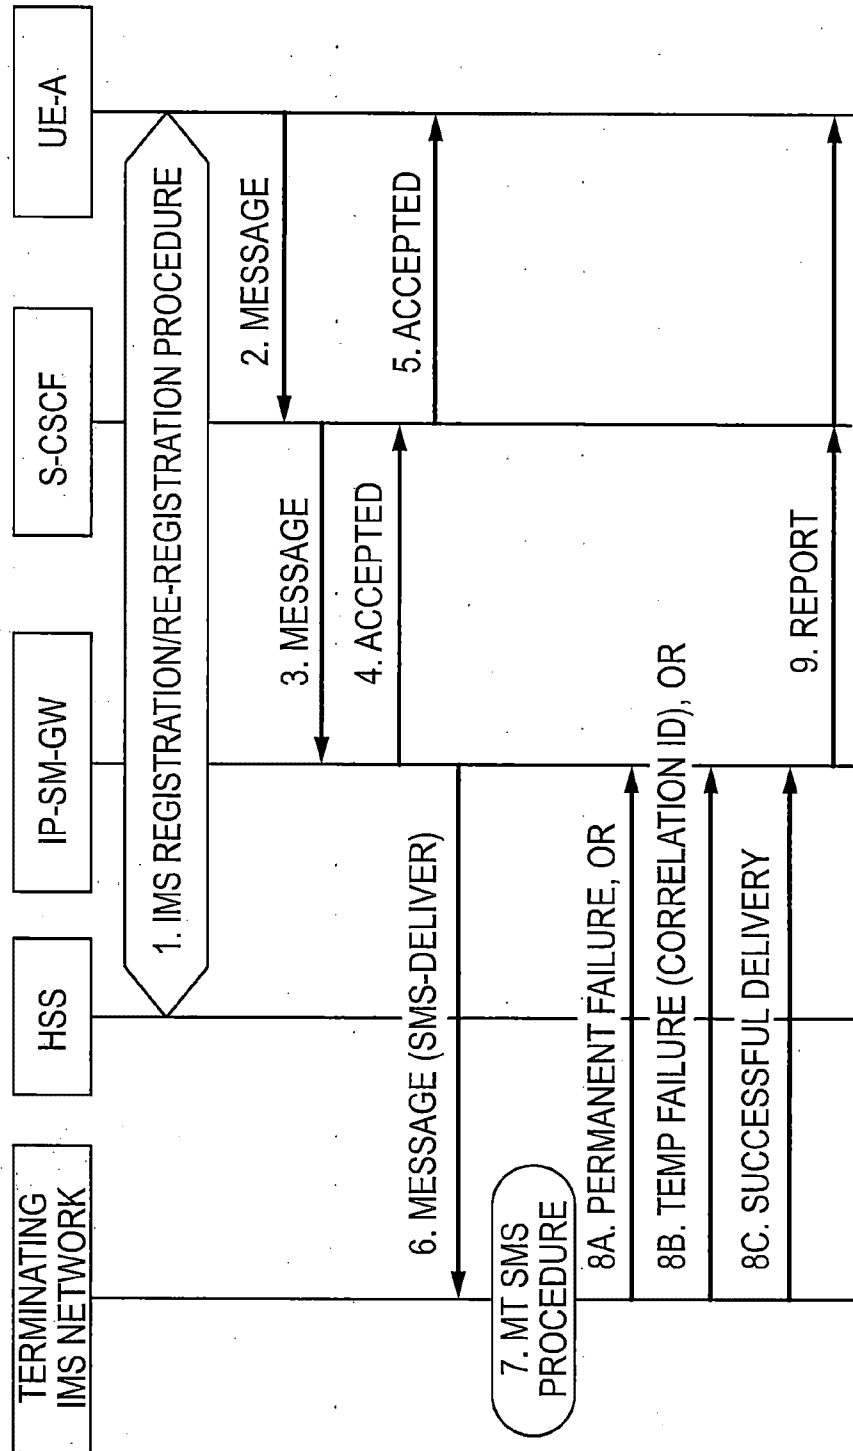 TERMINATING
IMS NETWORK
HSS
IP-SM-GW
S-CSCF
UE-A
1. IMS REGISTRATION/RE-REGISTRATION PROCEDURE
2. MESSAGE
3. MESSAGE
4. ACCEPTED
5. ACCEPTED
6. MESSAGE (SMS-DELIVER)
7. MT SMS
PROCEDURE
8A. PERMANENT FAILURE, OR
8B. TEMP FAILURE (CORRELATION ID), OR
8C. SUCCESSFUL DELIVERY
9. REPORT